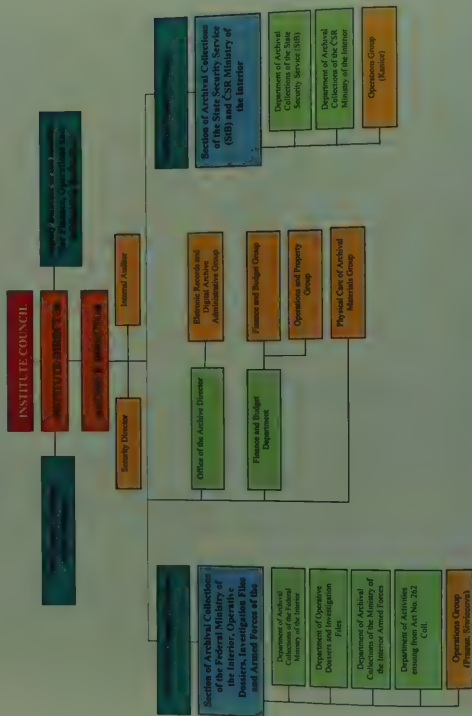 INSTITUTE COUNCIL
Security Director
Internal Auditor
Section of Archival Collections
of the Federal Ministry of
the Interior, Operative
Dossiers, Investigation Files
and Armed Forces of the
Department of Archival
Collections of the Federal
Ministry of the Interior
Department of Operative
Dossiers and Investigation
Files
Department of Archival
Collections of the Ministry of
the Interior Armed Forces
Department of Activities
ensuing from Act No. 262
Coll.
Operations Group
Office of the Archive Director
Eletronic Records and
Digital Archive
Administrative Group
Finance and Budget
Department
Finance and Budget Group
Operations and Property
Group
Physical Care of Archival
Materials Group
Section of Archival Collections
of the State Security Service
(StB) and ČSR Ministry of
the Interior
Department of Archival
Collections of the State
Security Service (StB)
Department of Archival
Collections of the ČSR
Ministry of the Interior
Operations Group
(Kanice)